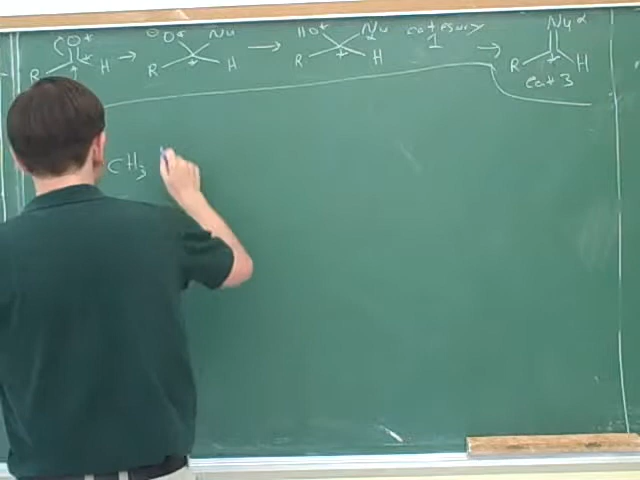 O* → ⊖O* Nu → HO* Nu category Nu
R H R H R H 1 → R H
cat 3
CH3